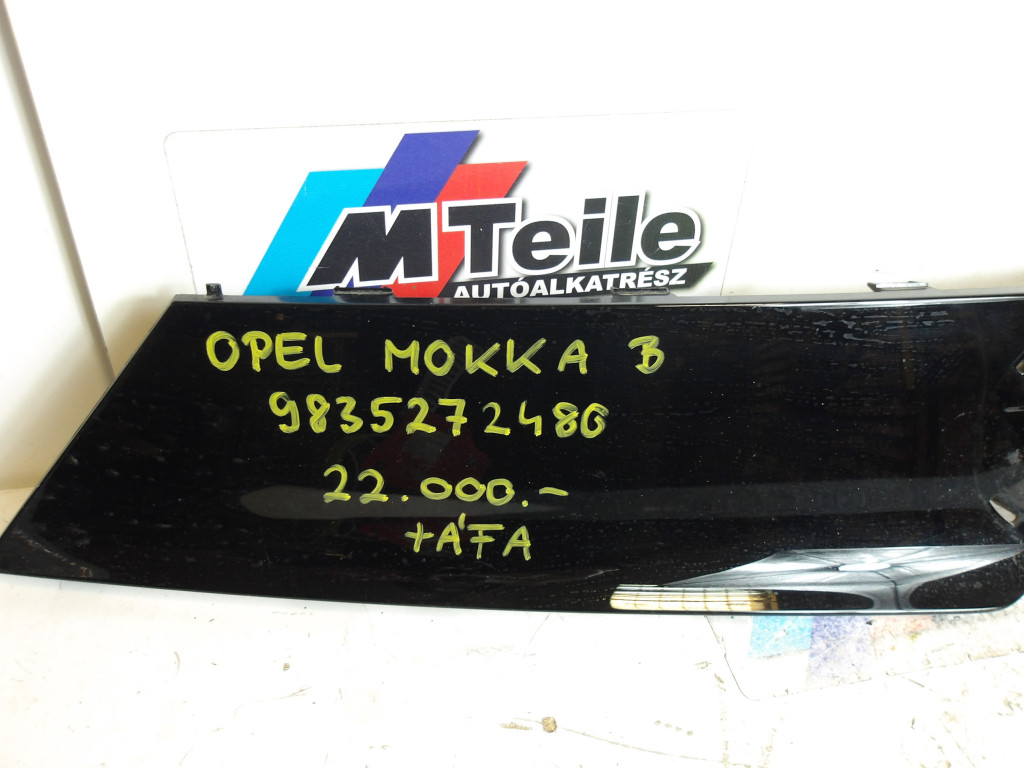 MTeile
AUTÓALKATRÉSZ
OPEL MOKKA B
9835272480
22.000.-
+ÁFA